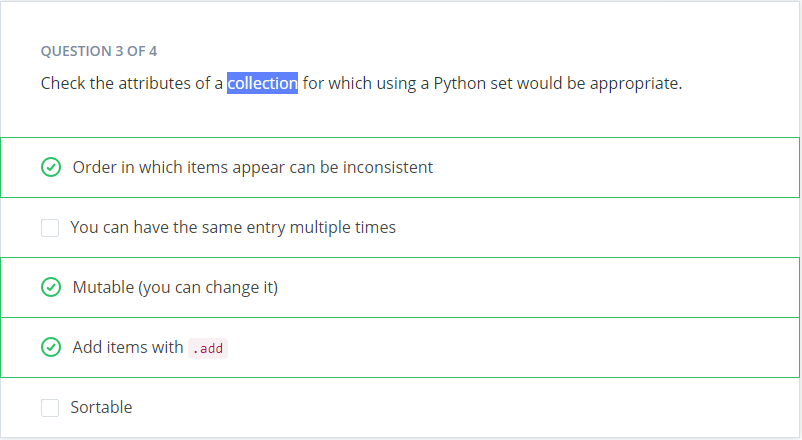 QUESTION 3 OF 4
Check the attributes of a collection for which using a Python set would be appropriate.
Order in which items appear can be inconsistent
You can have the same entry multiple times
Mutable (you can change it)
Add items with .add
Sortable